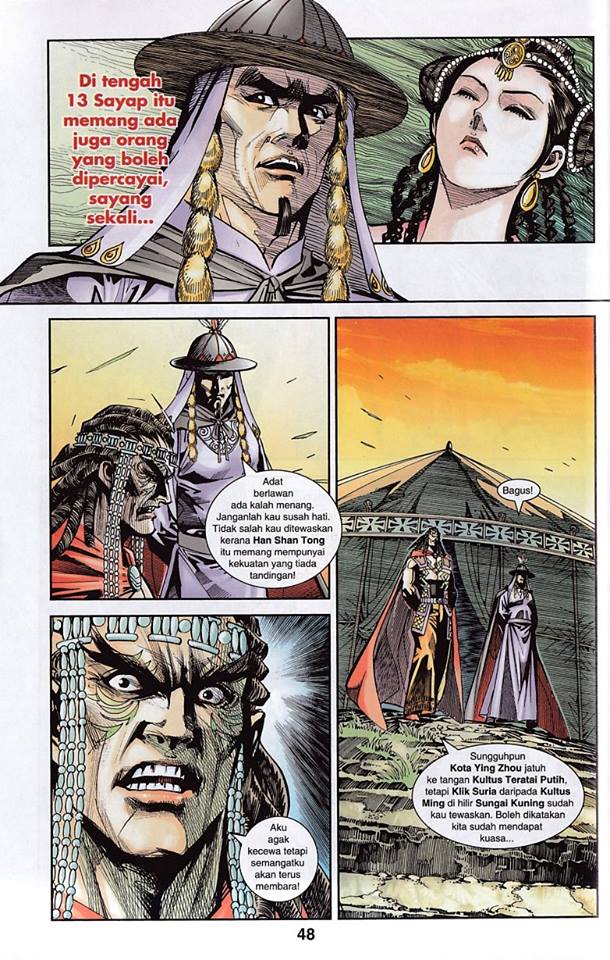 Di tengah
13 Sayap itu
memang ada
juga orang
yang boleh
dipercayai,
sayang
sekali...
Adat
berlawan
ada kalah menang.
Janganlah kau susah hati.
Tidak salah kau ditewaskan
kerana Han Shan Tong
itu memang mempunyai
kekuatan yang tiada
tandingan!
Bagus!
Sungguhpun
Kota Ying Zhou jatuh
ke tangan Kultus Teratai Putih,
tetapi Klik Suria daripada Kultus
Ming di hilir Sungai Kuning sudah
kau tewaskan. Boleh dikatakan
kita sudah mendapat
kuasa...
Aku
agak
kecewa tetapi
semangatku
akan terus
membara!
48